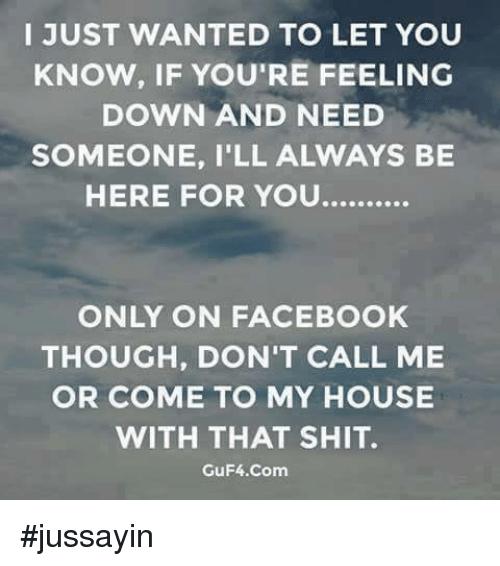 I JUST WANTED TO LET YOU
KNOW, IF YOU'RE FEELING
DOWN AND NEED
SOMEONE, I'LL ALWAYS BE
HERE FOR YOU..........
ONLY ON FACEBOOK
THOUGH, DON'T CALL ME
OR COME TO MY HOUSE
WITH THAT SHIT.
GuF4.Com
#jussayin